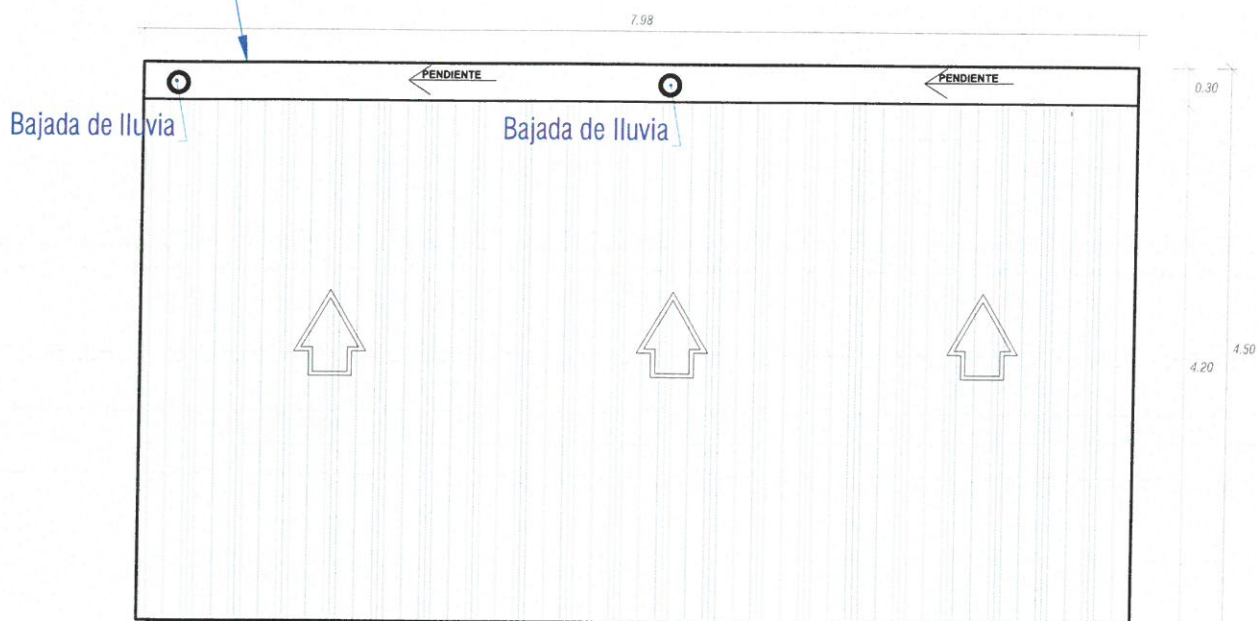 7.98
PENDIENTE
PENDIENTE
0.30
Bajada de lluvia
Bajada de lluvia
4.20
4.50